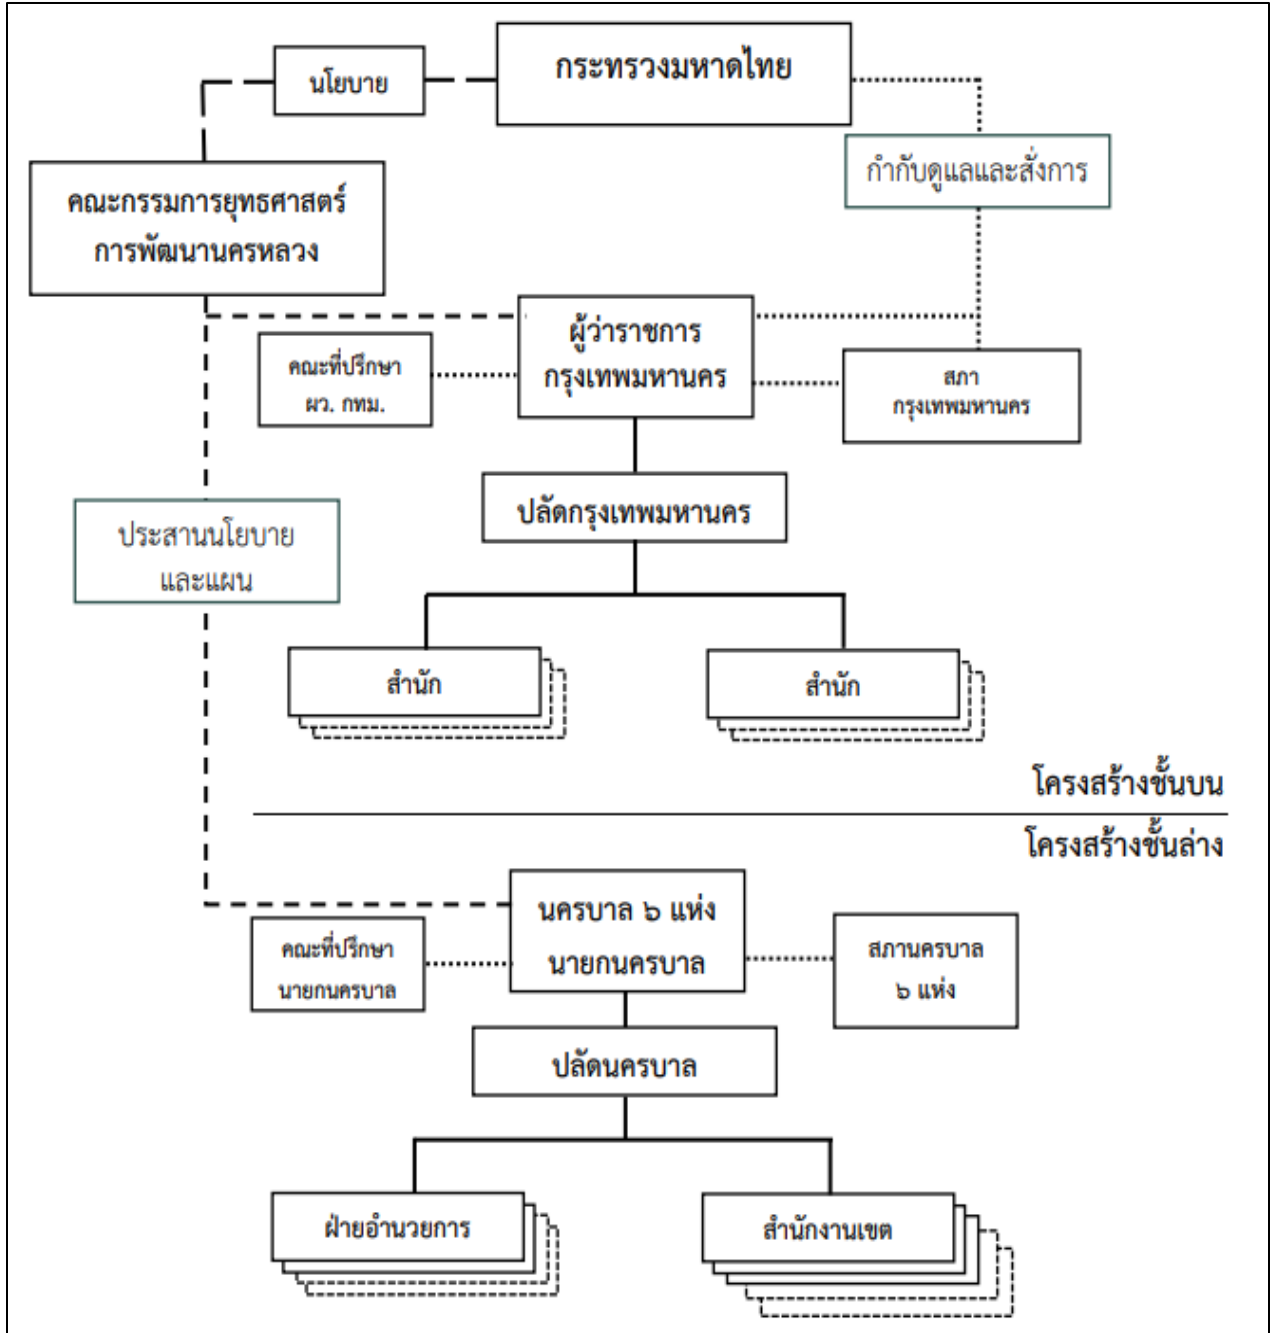 กระทรวงมหาดไทย
นโยบาย
กำกับดูแลและสั่งการ
คณะกรรมการยุทธศาสตร์
การพัฒนานครหลวง
ผู้ว่าราชการ
กรุงเทพมหานคร
คณะที่ปรึกษา
ผว. กทม.
สภา
กรุงเทพมหานคร
ปลัดกรุงเทพมหานคร
ประสานนโยบาย
และแผน
สำนัก
สำนัก
โครงสร้างชั้นบน
โครงสร้างชั้นล่าง
นครบาล ๖ แห่ง
นายกนครบาล
คณะที่ปรึกษา
นายกนครบาล
สภานครบาล
๖ แห่ง
ปลัดนครบาล
ฝ่ายอำนวยการ
สำนักงานเขต